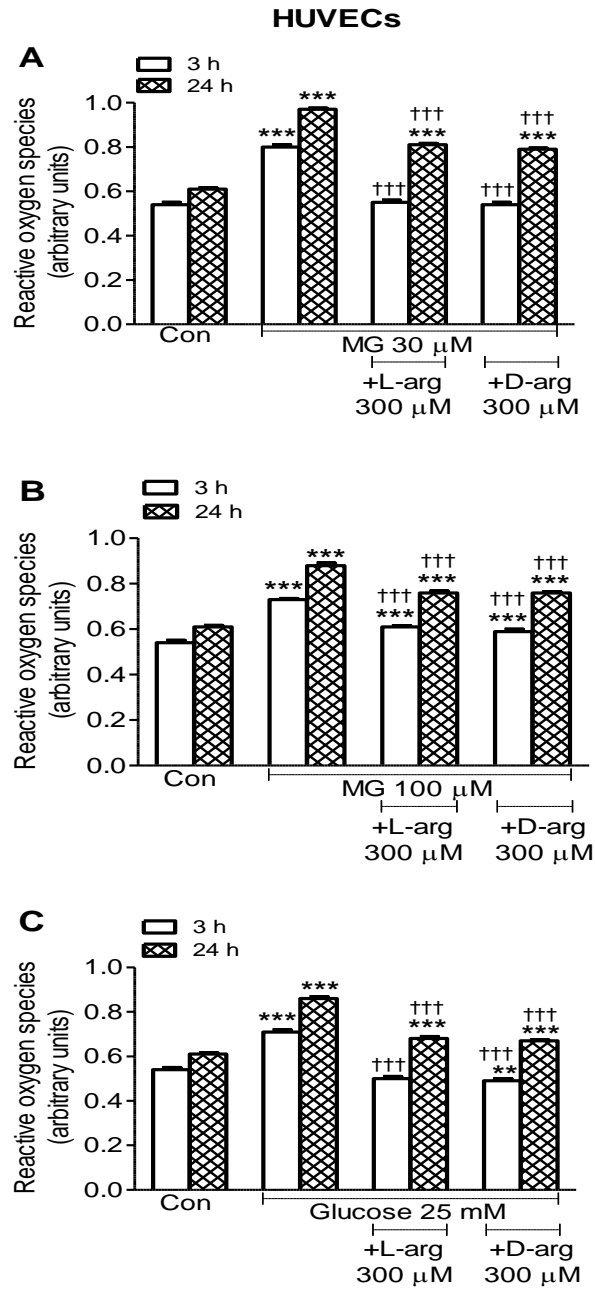 HUVECs
A
3 h
24 h
Reactive oxygen species
(arbitrary units)
1.0
0.8
0.6
0.4
0.2
0.0
***
***
†††
†††
***
†††
†††
***
Con
MG 30 μM
+L-arg
300 μM
+D-arg
300 μM
B
3 h
24 h
Reactive oxygen species
(arbitrary units)
1.0
0.8
0.6
0.4
0.2
0.0
***
***
†††
***
†††
***
†††
***
†††
***
Con
MG 100 μM
+L-arg
300 μM
+D-arg
300 μM
C
3 h
24 h
Reactive oxygen species
(arbitrary units)
1.0
0.8
0.6
0.4
0.2
0.0
***
***
†††
†††
***
†††
**
†††
***
Con
Glucose 25 mM
+L-arg
300 μM
+D-arg
300 μM